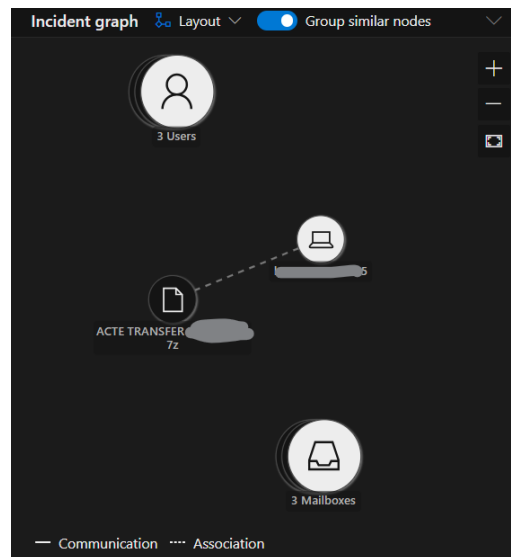 Incident graph Layout Group similar nodes
3 Users
5
ACTE TRANSFER
7z
3 Mailboxes
Communication Association